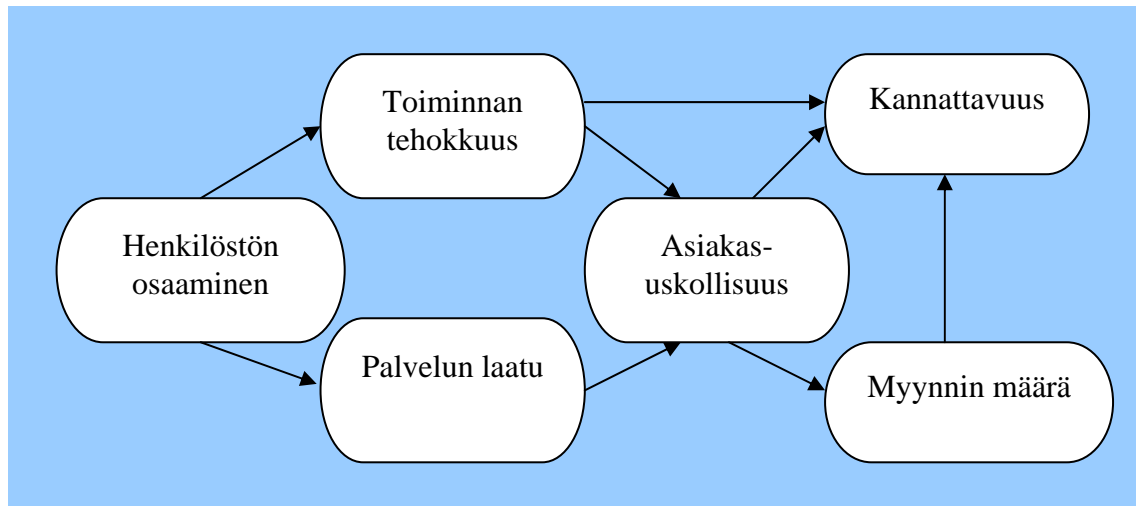 Toiminnan
tehokkuus
Kannattavuus
Henkilöstön
osaaminen
Asiakas-
uskollisuus
Palvelun laatu
Myynnin määrä